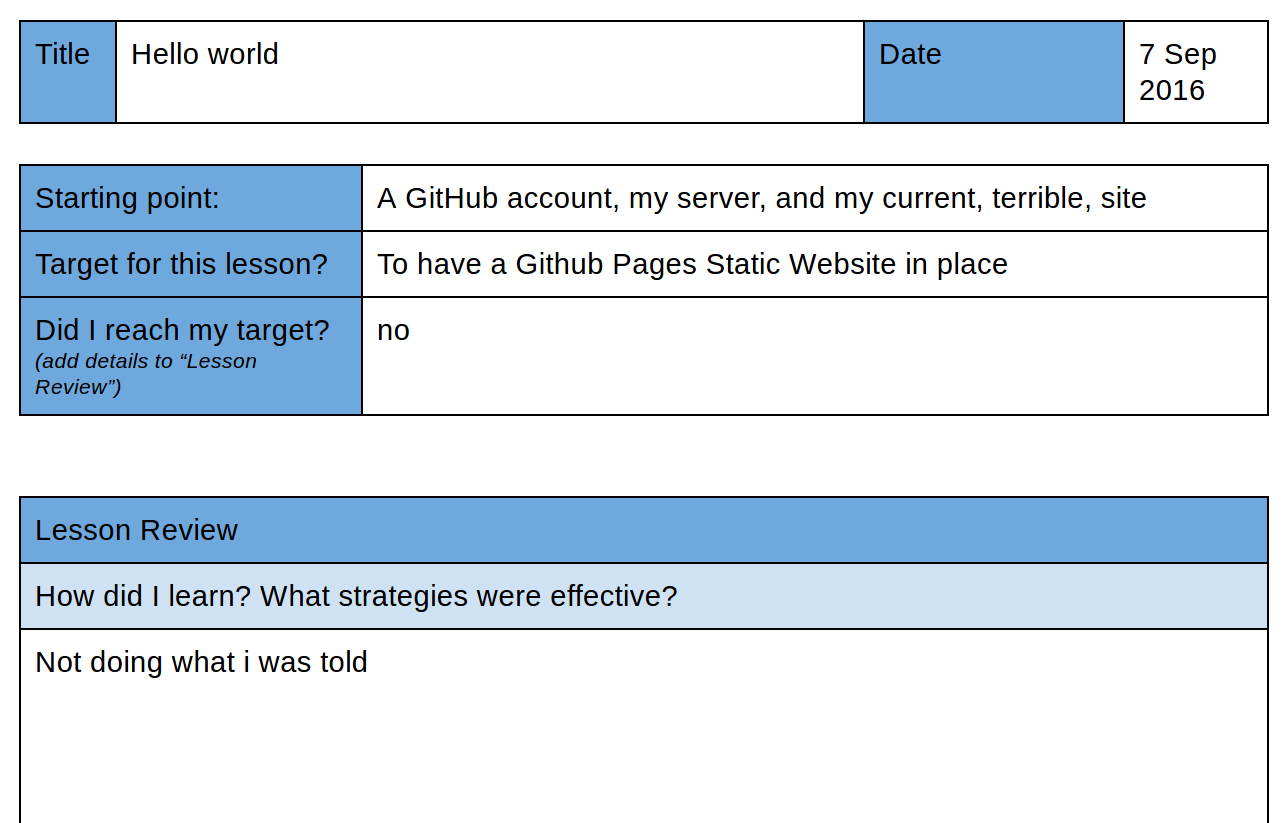 Title Hello world Date 7 Sep
2016
Starting point: A GitHub account, my server, and my current, terrible, site
Target for this lesson? To have a Github Pages Static Website in place
Did I reach my target? no
(add details to “Lesson
Review”)
Lesson Review
How did I learn? What strategies were effective?
Not doing what i was told